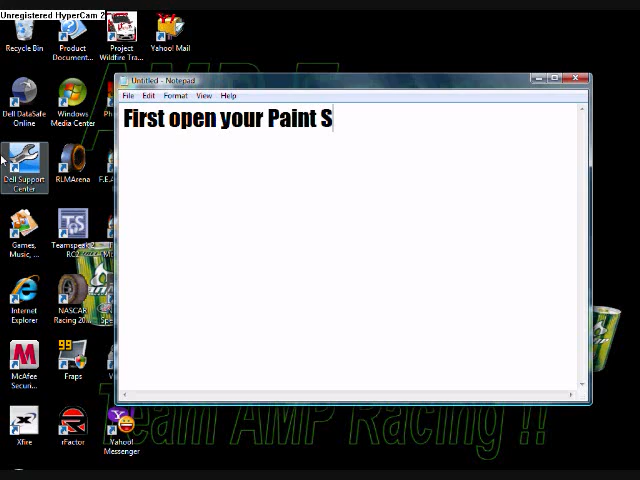 Unregistered HyperCam 2
Recycle Bin
Product Document...
Project Wildfire Tra...
Yahoo! Mail
Untitled - Notepad
File Edit Format View Help
First open your Paint S
Dell DataSafe Online
Windows Media Center
Dell Support Center
RLMArena
F.E.A
Games, Music, ...
Teamspeak 2 RC2
Internet Explorer
NASCAR Racing 20...
McAfee Securi...
99
Fraps
Xfire
rFactor
Yahoo! Messenger
Team AMP Racing !!